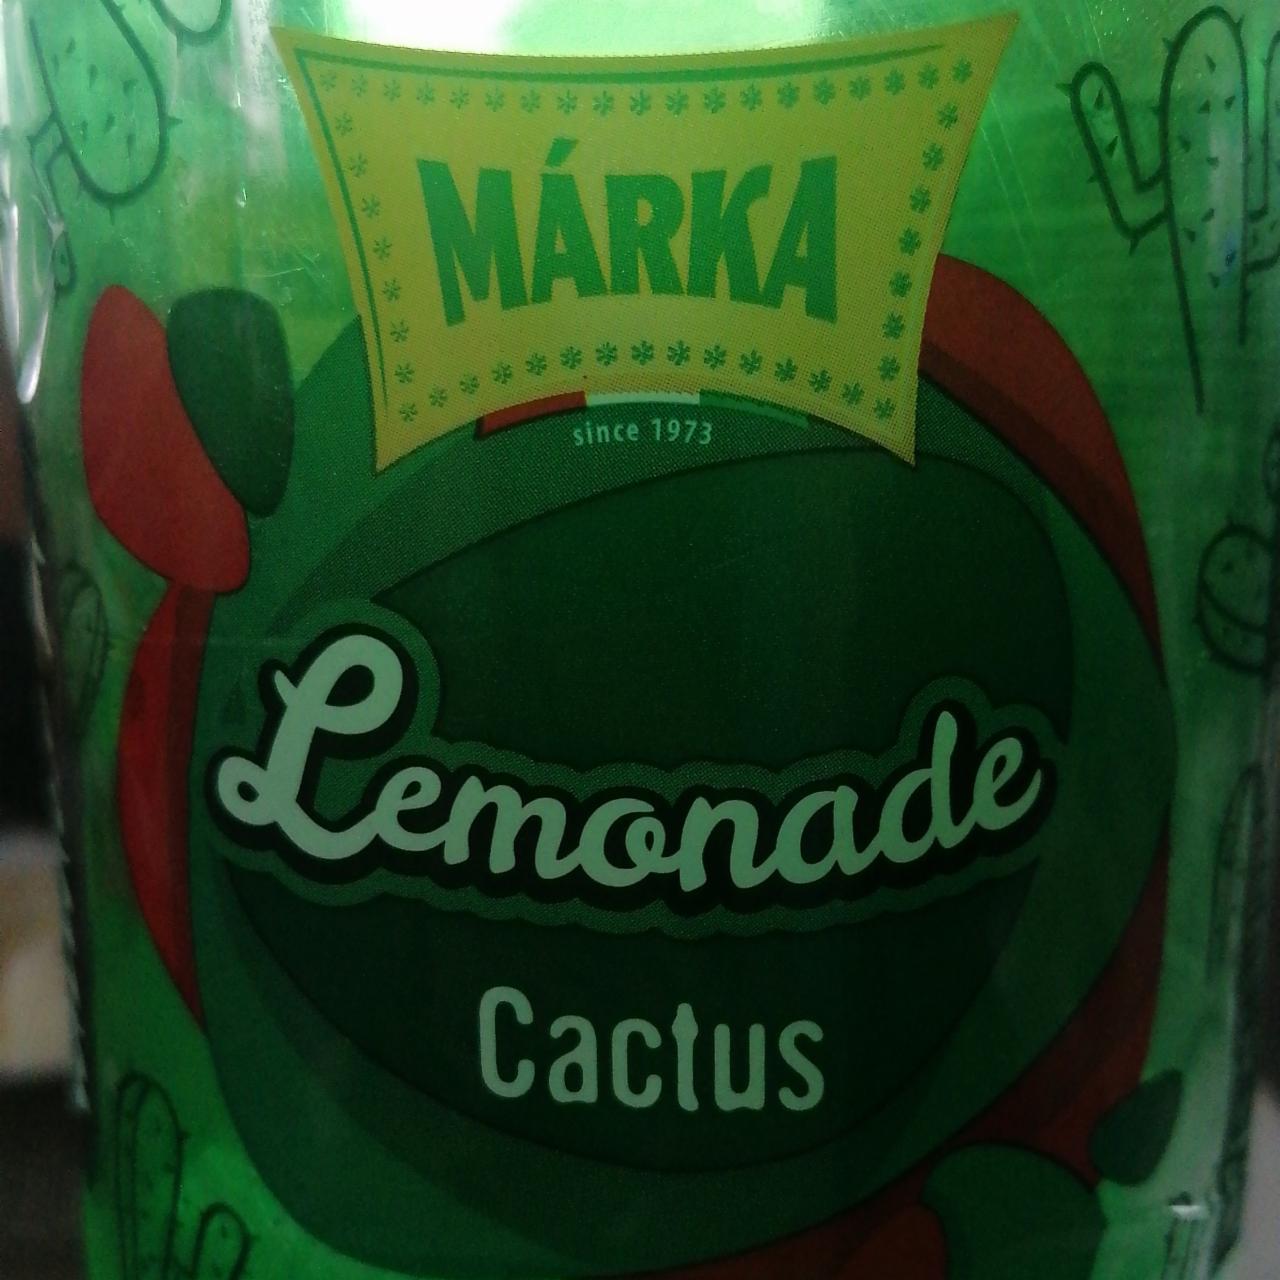 MÁRKA
since 1973
Lemonade
Cactus